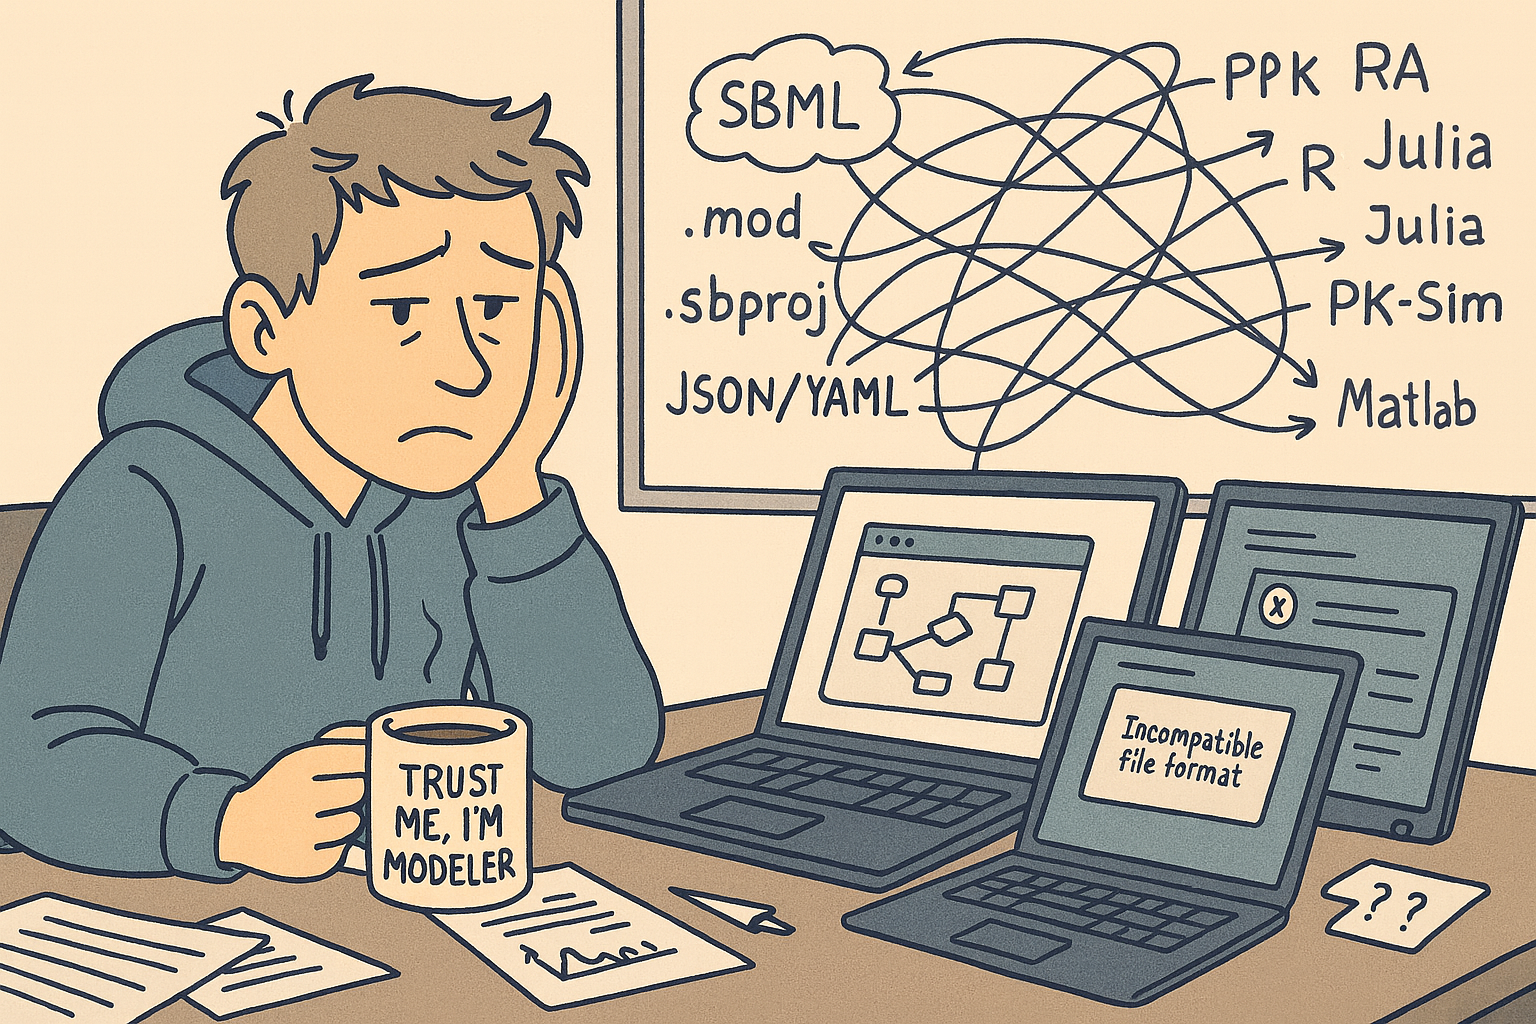 SBML
PPK RA
R Julia
.mod
Julia
.sbproj
PK-Sim
JSON/YAML
Matlab
X
Incompatible
file format
TRUST
ME, I'M
MODELER
? ?